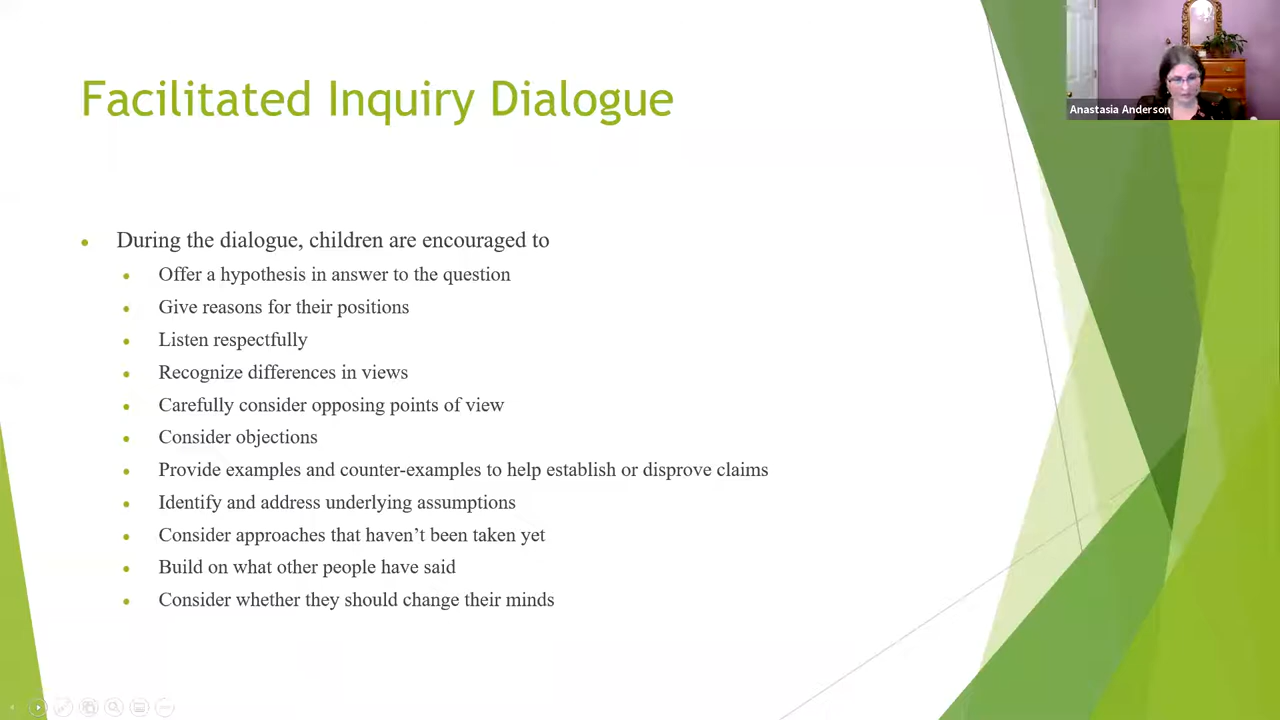 Facilitated Inquiry Dialogue
Anastasia Anderson
During the dialogue, children are encouraged to
Offer a hypothesis in answer to the question
Give reasons for their positions
Listen respectfully
Recognize differences in views
Carefully consider opposing points of view
Consider objections
Provide examples and counter-examples to help establish or disprove claims
Identify and address underlying assumptions
Consider approaches that haven’t been taken yet
Build on what other people have said
Consider whether they should change their minds